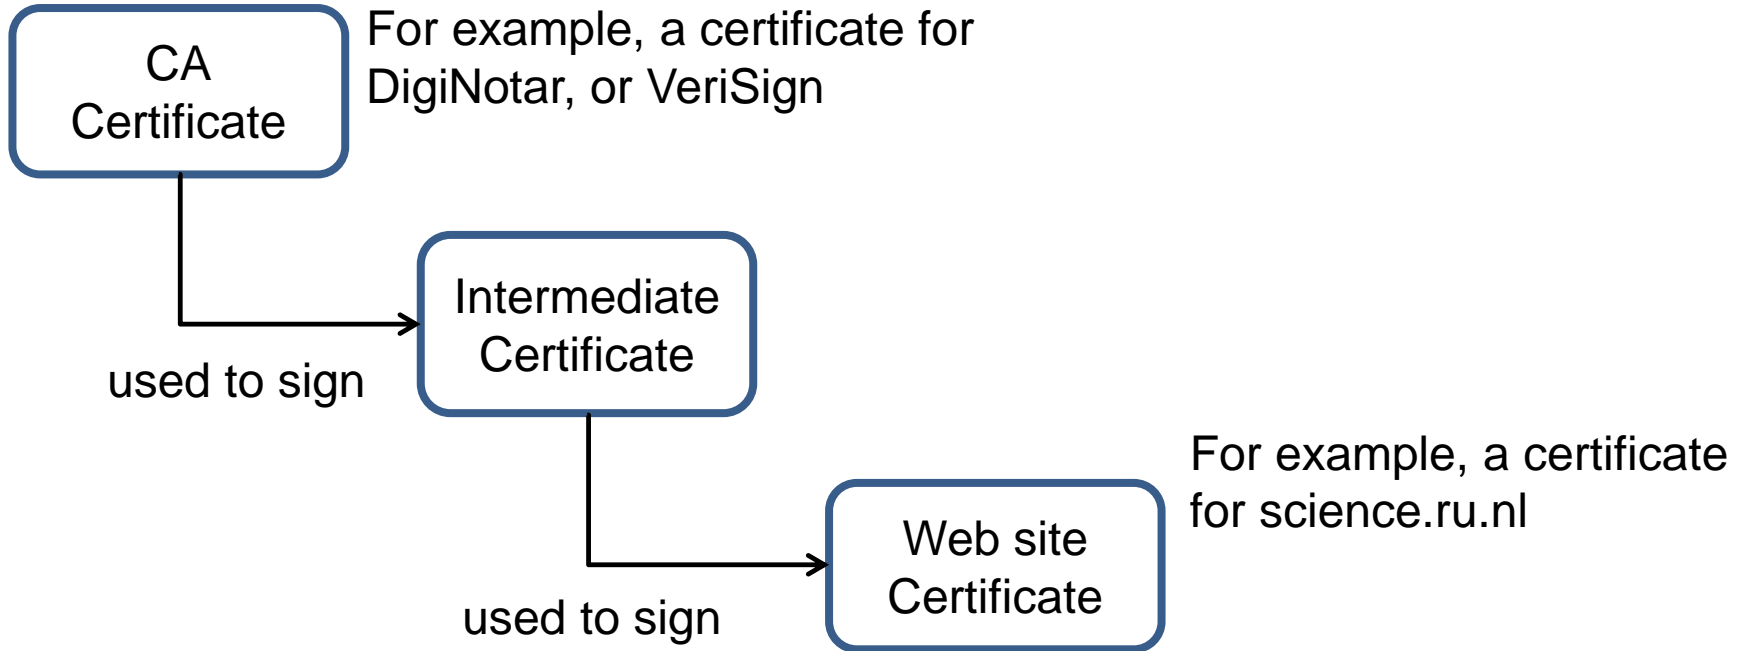 CA
Certificate
For example, a certificate for
DigiNotar, or VeriSign
Intermediate
Certificate
used to sign
For example, a certificate
for science.ru.nl
Web site
Certificate
used to sign